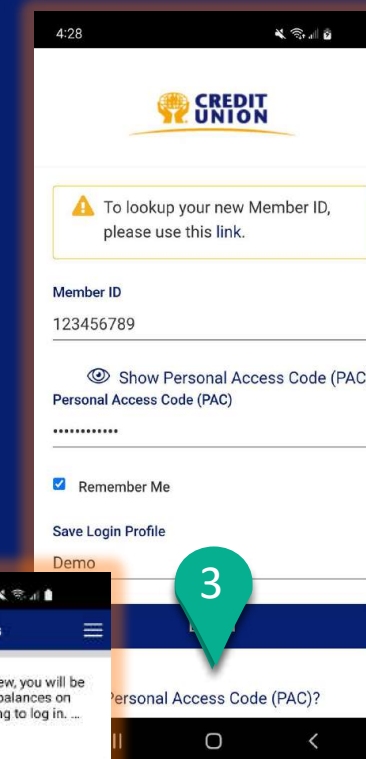 4:28
CREDIT
UNION
To lookup your new Member ID,
please use this link.
Member ID
123456789
Show Personal Access Code (PAC
Personal Access Code (PAC)
••••••••••••
Remember Me
Save Login Profile
Demo
3
ew, you will be
balances on
g to log in. ...
Personal Access Code (PAC)?